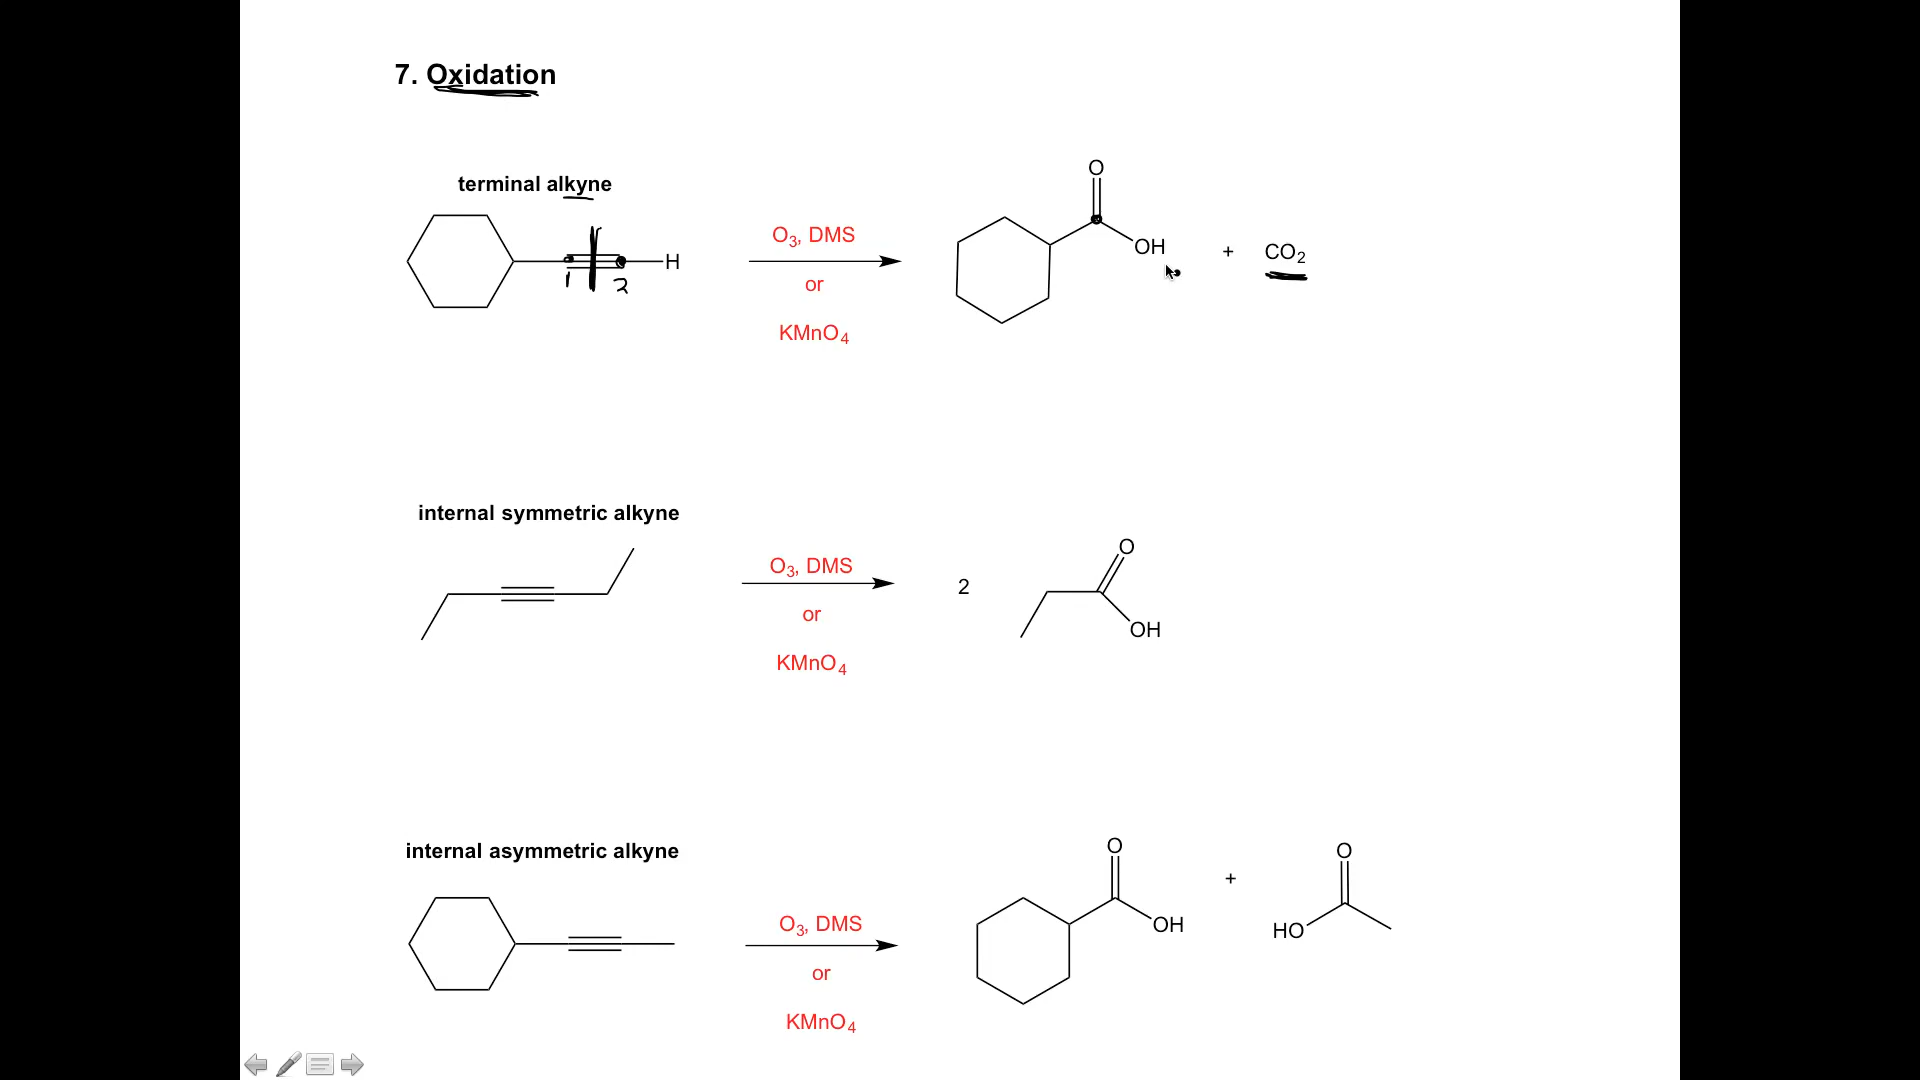 7. Oxidation
terminal alkyne
H
1 2
O3, DMS
or
KMnO4
O
OH
+ CO2
internal symmetric alkyne
O3, DMS
or
KMnO4
2
O
OH
internal asymmetric alkyne
O3, DMS
or
KMnO4
O
OH
+
O
HO